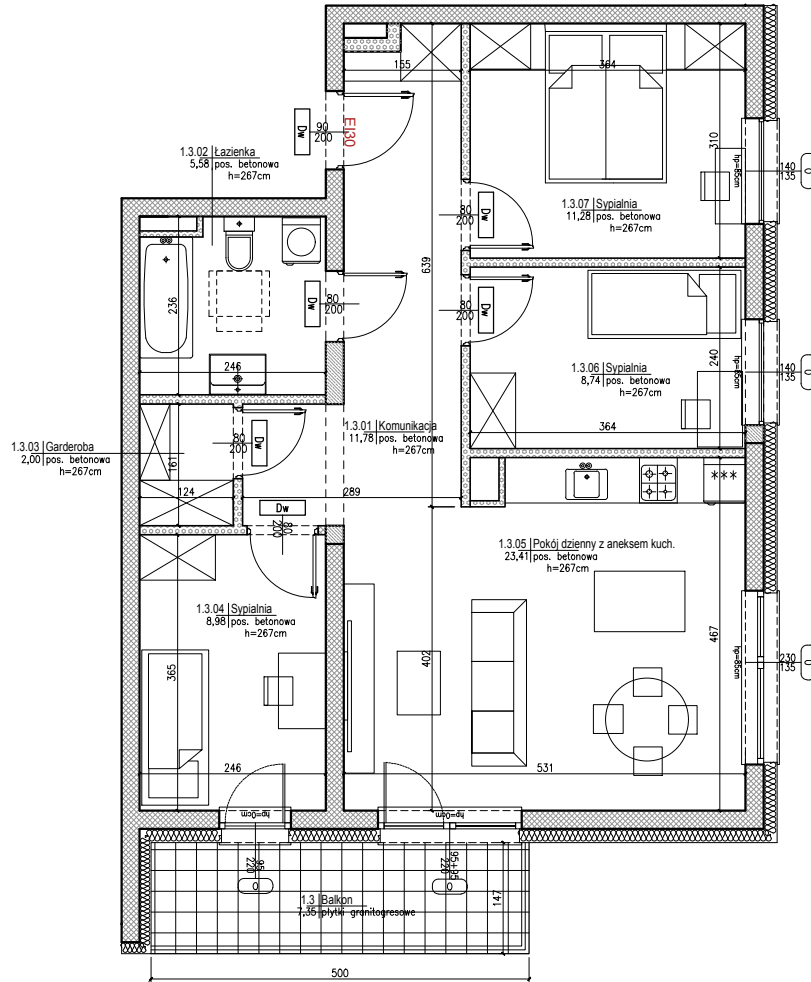 155
364
Dw
90
200
EI30
310
hp=85cm
140
135
O
1.3.02 Łazienka
5,58 pos. betonowa
h=267cm
1.3.07 Sypialnia
11,28 pos. betonowa
h=267cm
80
200
Dw
639
236
Dw
80
200
80
200
Dw
240
hp=85cm
140
135
O
246
1.3.06 Sypialnia
8,74 pos. betonowa
h=267cm
364
1.3.01 Komunikacja
11,78 pos. betonowa
h=267cm
1.3.03 Garderoba
2,00 pos. betonowa
h=267cm
80
200
Dw
161
124
289
Dw
80
200
***
1.3.05 Pokój dzienny z aneksem kuch.
23,41 pos. betonowa
h=267cm
1.3.04 Sypialnia
8,98 pos. betonowa
h=267cm
365
402
467
hp=85cm
230
135
O
246
531
hp=0cm
hp=0cm
95
220
O
95+95
220
O
1.3 Balkon
7,35 płytki granitogresowe
147
500